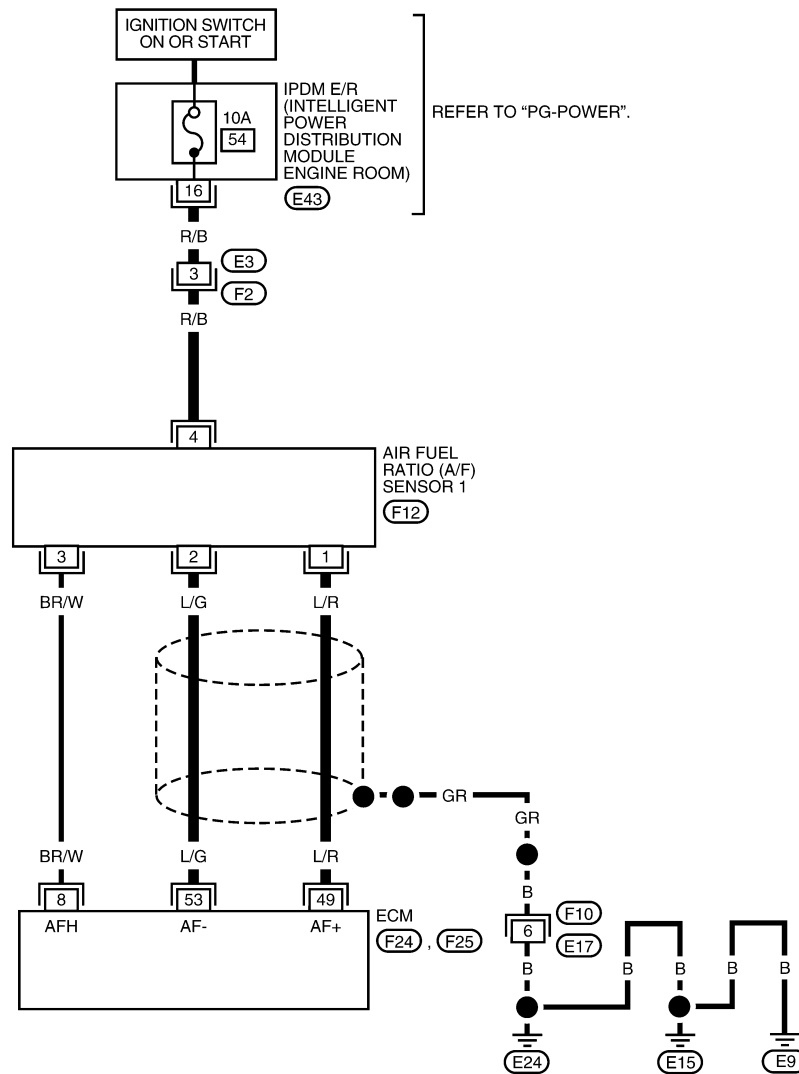 IGNITION SWITCH
ON OR START
IPDM E/R
(INTELLIGENT
POWER
DISTRIBUTION
MODULE
ENGINE ROOM)
E43
REFER TO “PG-POWER”.
10A
54
16
R/B
3
E3
F2
R/B
4
AIR FUEL
RATIO (A/F)
SENSOR 1
F12
3
2
1
BR/W
L/G
L/R
GR
GR
BR/W
L/G
L/R
B
8
53
49
AFH
AF-
AF+
ECM
F24 , F25
6
F10
E17
B
B
B
B
B
E24
E15
E9